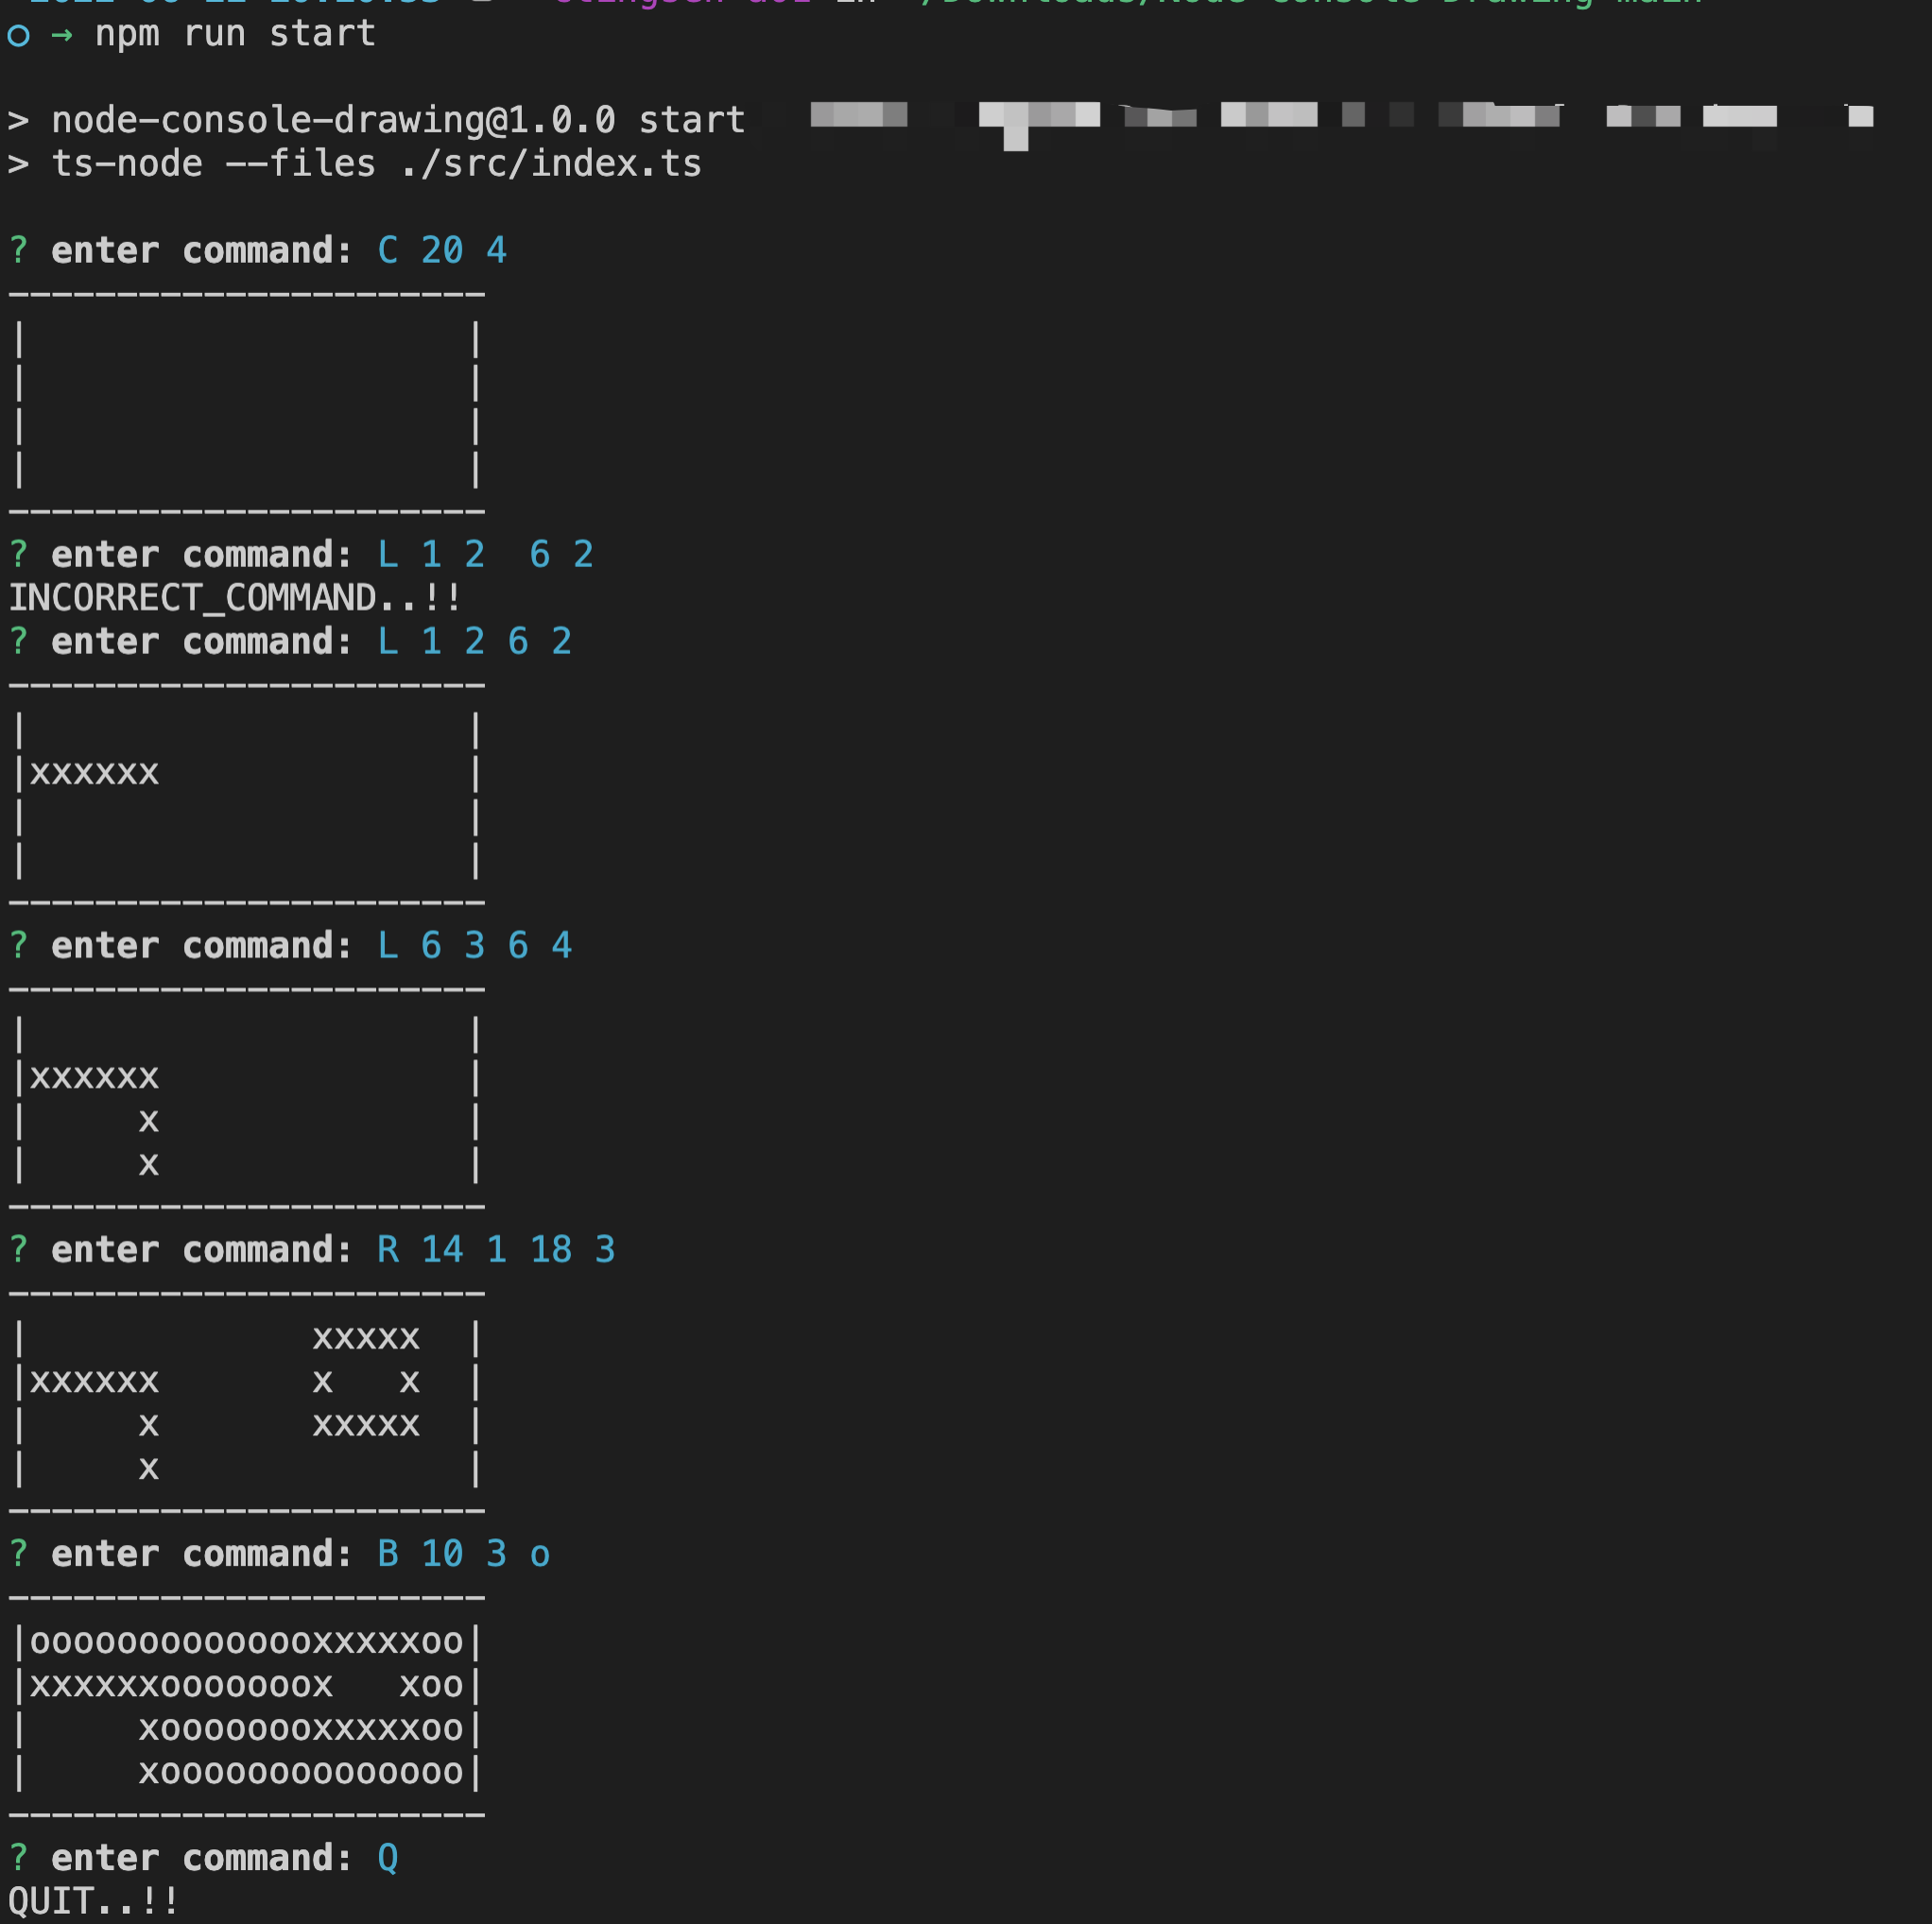 ○ → npm run start

> node-console-drawing@1.0.0 start
> ts-node --files ./src/index.ts

? enter command: C 20 4
----------------------
|                    |
|                    |
|                    |
|                    |
----------------------
? enter command: L 1 2  6 2
INCORRECT_COMMAND..!!
? enter command: L 1 2 6 2
----------------------
|                    |
|xxxxxx              |
|                    |
|                    |
----------------------
? enter command: L 6 3 6 4
----------------------
|                    |
|xxxxxx              |
|     x              |
|     x              |
----------------------
? enter command: R 14 1 18 3
----------------------
|             xxxxx  |
|xxxxxx       x   x  |
|     x       xxxxx  |
|     x              |
----------------------
? enter command: B 10 3 o
----------------------
|oooooooooooooxxxxxoo|
|xxxxxxooooooox   xoo|
|     xoooooooxxxxxoo|
|     xoooooooooooooo|
----------------------
? enter command: Q
QUIT..!!